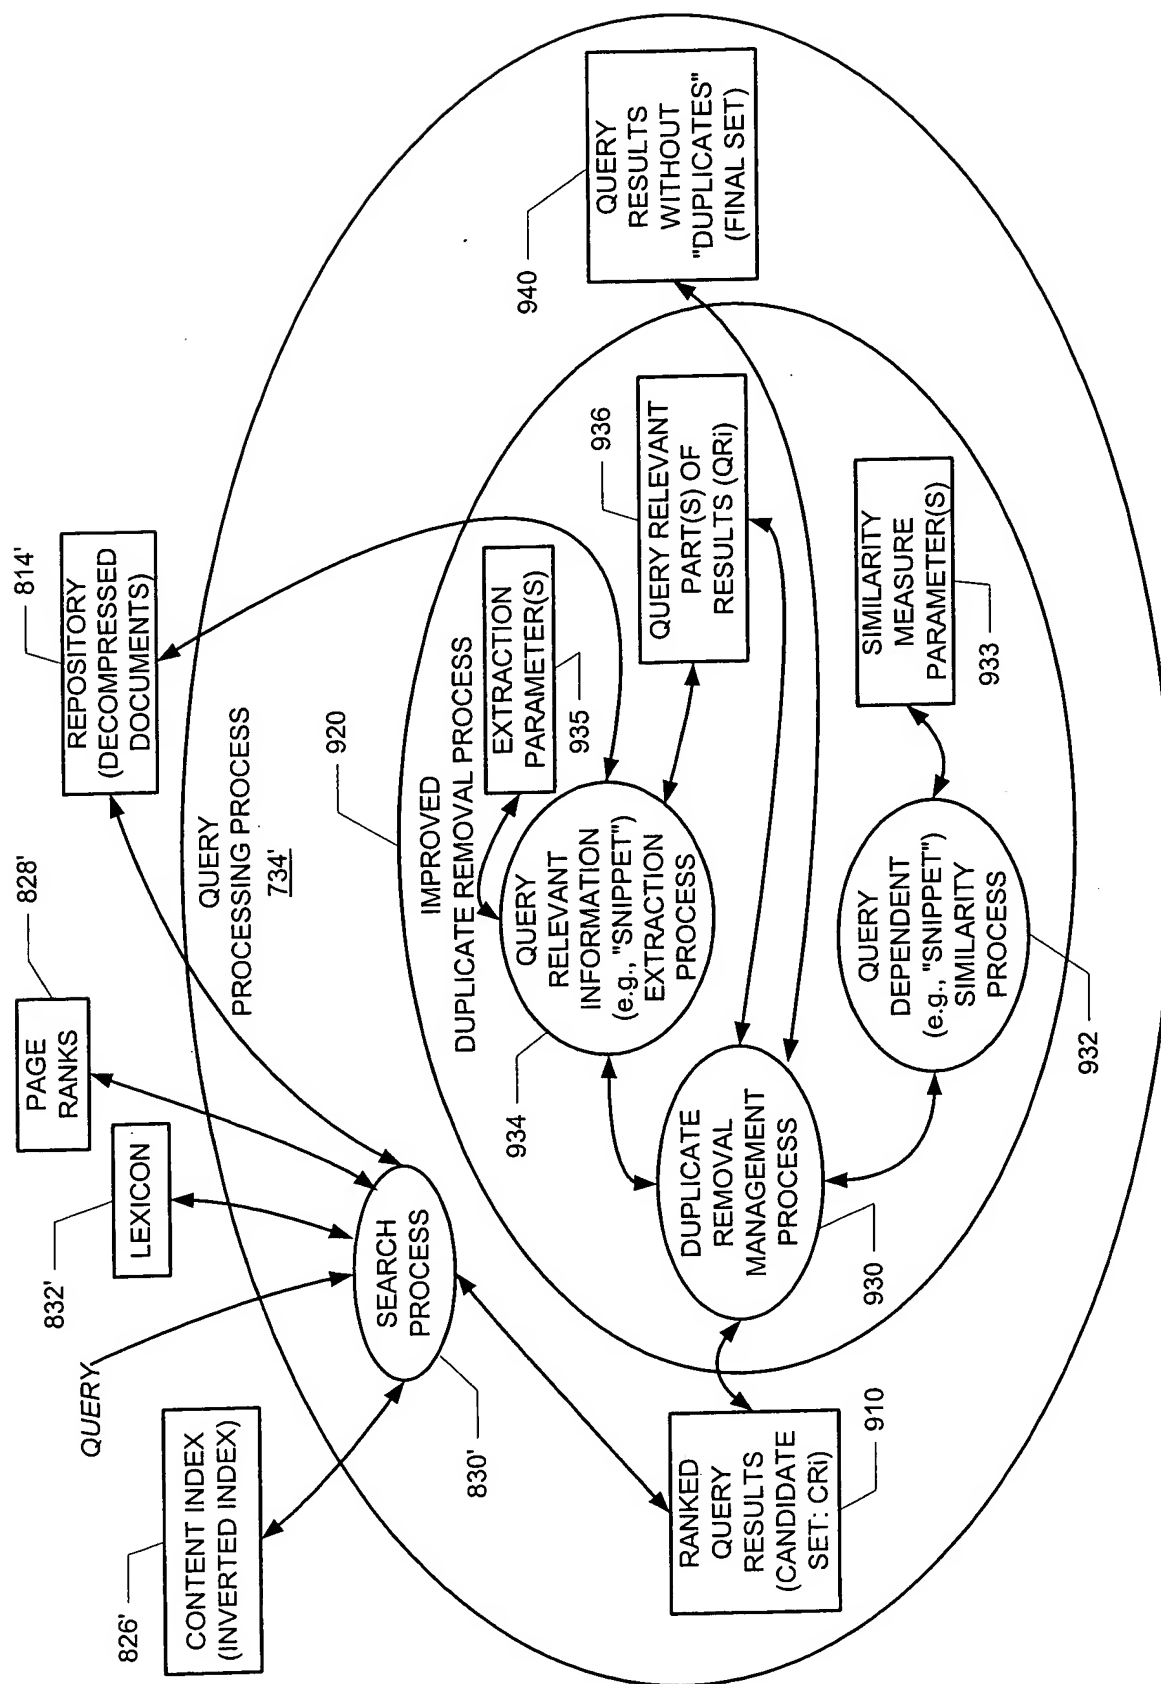 826'
CONTENT INDEX
(INVERTED INDEX)
QUERY
832'
LEXICON
828'
PAGE
RANKS
814'
REPOSITORY
(DECOMPRESSED
DOCUMENTS)
830'
SEARCH
PROCESS
QUERY
PROCESSING PROCESS
734'
920
IMPROVED
DUPLICATE REMOVAL PROCESS
934
QUERY
RELEVANT
INFORMATION
(e.g., "SNIPPET")
EXTRACTION
PROCESS
EXTRACTION
PARAMETER(S)
935
940
QUERY
RESULTS
WITHOUT
"DUPLICATES"
(FINAL SET)
936
QUERY RELEVANT
PART(S) OF
RESULTS (QRi)
RANKED
QUERY
RESULTS
(CANDIDATE
SET: CRi)
910
DUPLICATE
REMOVAL
MANAGEMENT
PROCESS
930
QUERY
DEPENDENT
(e.g., "SNIPPET")
SIMILARITY
PROCESS
932
SIMILARITY
MEASURE
PARAMETER(S)
933